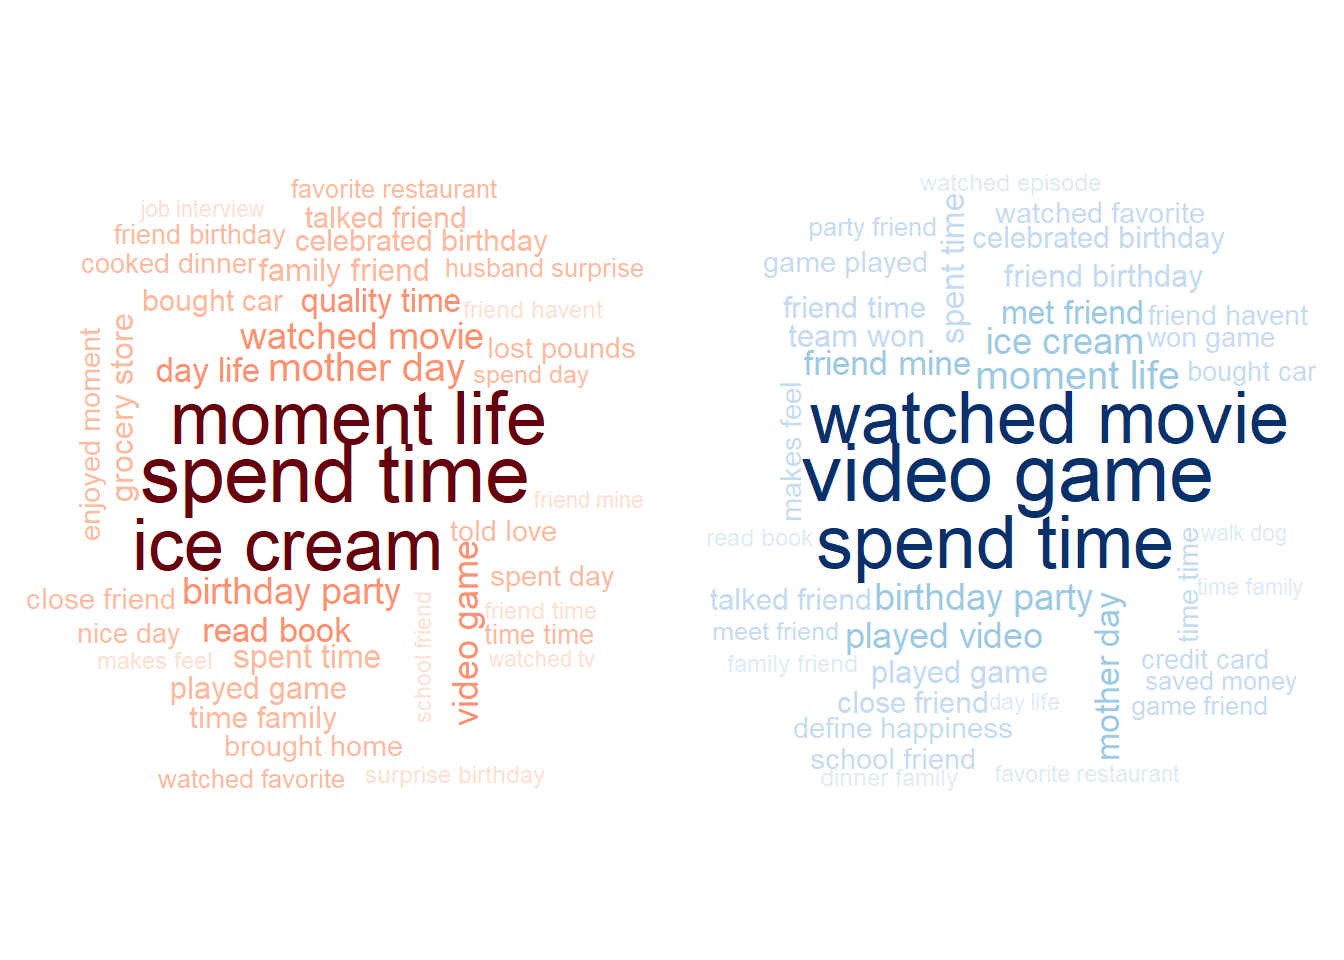 favorite restaurant
job interview
talked friend
friend birthday
celebrated birthday
cooked dinner
family friend
husband surprise
bought car
quality time
friend havent
enjoyed moment
grocery store
watched movie
lost pounds
day life
mother day
spend day
moment life
spend time
friend mine
ice cream
told love
video game
birthday party
spent day
close friend
school friend
friend time
nice day
read book
time time
makes feel
spent time
watched tv
played game
time family
brought home
watched favorite
surprise birthday
watched episode
party friend
spent time
watched favorite
celebrated birthday
game played
friend birthday
friend time
met friend
friend havent
team won
ice cream
won game
friend mine
moment life
bought car
makes feel
watched movie
video game
spend time
read book
walk dog
time time
time family
talked friend
birthday party
mother day
meet friend
played video
family friend
played game
credit card
saved money
close friend
day life
game friend
define happiness
school friend
dinner family
favorite restaurant